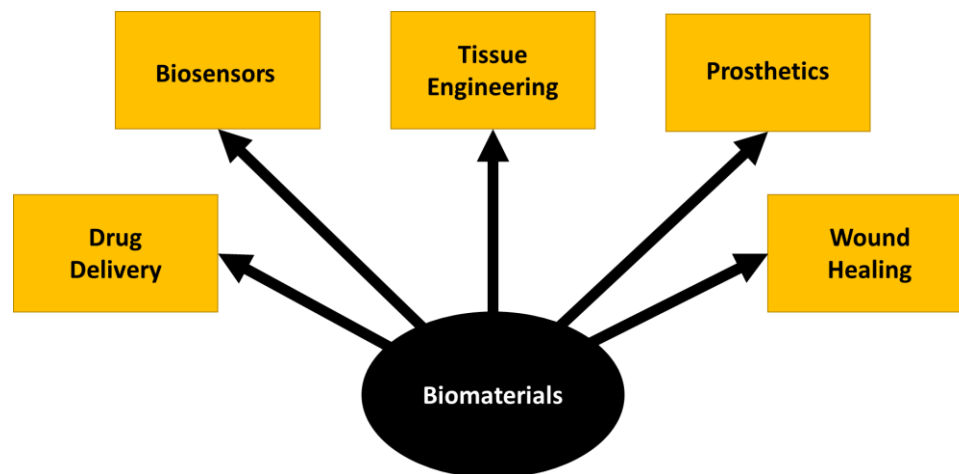 Biosensors
Tissue
Engineering
Prosthetics
Drug
Delivery
Wound
Healing
Biomaterials